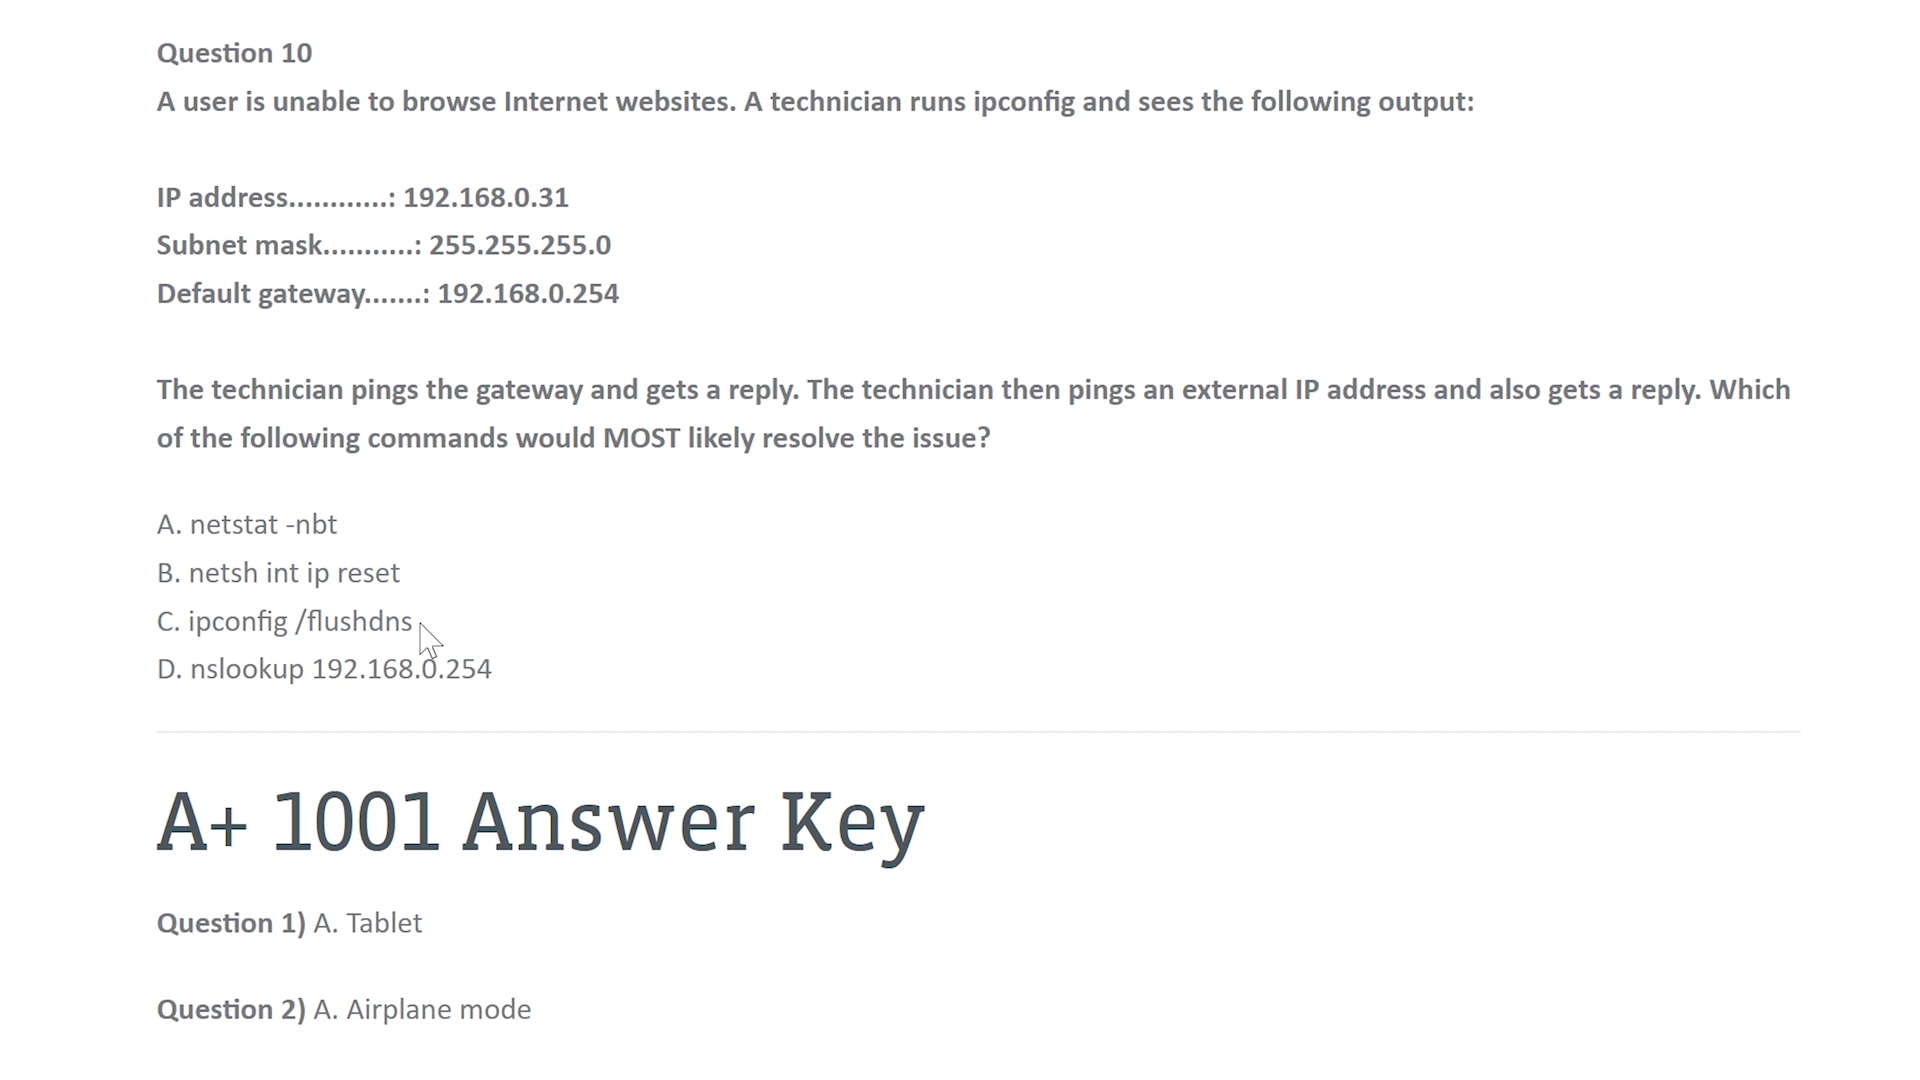 Question 10
A user is unable to browse Internet websites. A technician runs ipconfig and sees the following output:
IP address............: 192.168.0.31
Subnet mask...........: 255.255.255.0
Default gateway.......: 192.168.0.254
The technician pings the gateway and gets a reply. The technician then pings an external IP address and also gets a reply. Which
of the following commands would MOST likely resolve the issue?
A. netstat -nbt
B. netsh int ip reset
C. ipconfig /flushdns
D. nslookup 192.168.0.254
A+ 1001 Answer Key
Question 1) A. Tablet
Question 2) A. Airplane mode